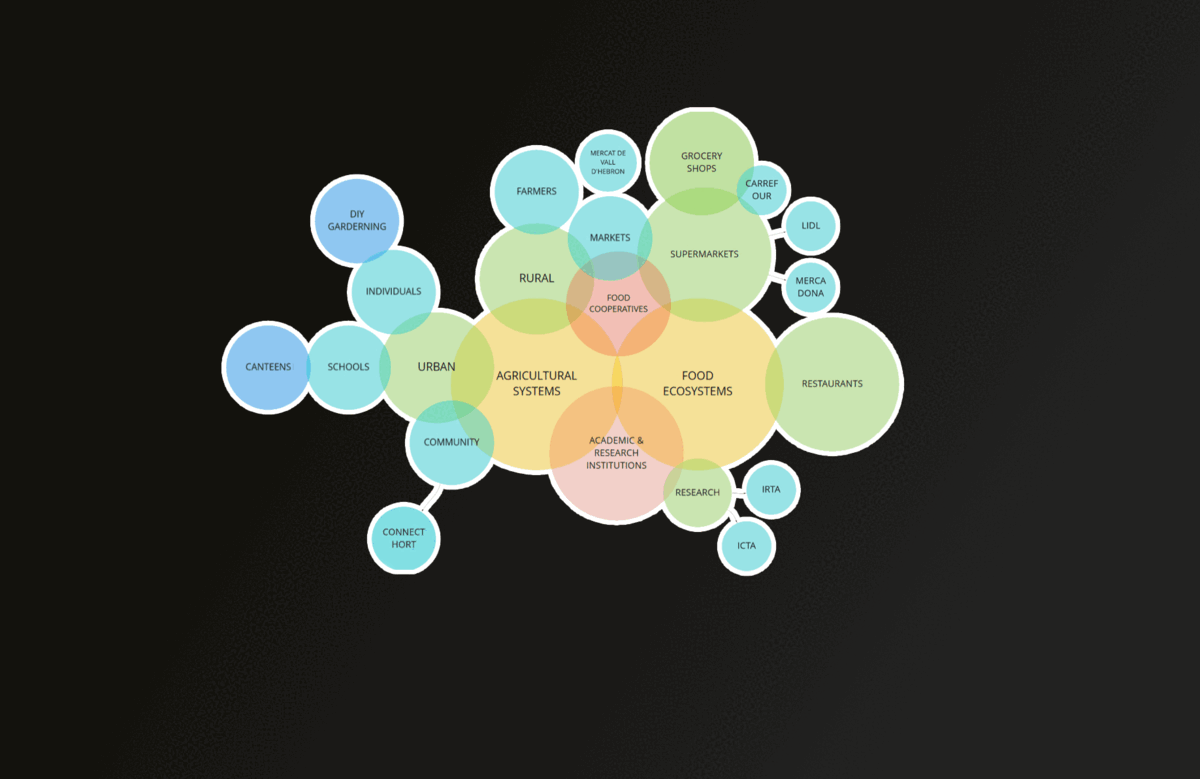 MERCAT DE
VALL
D'HEBRON
GROCERY
SHOPS
FARMERS
CARREF
OUR
DIY
GARDERNING
LIDL
MARKETS
SUPERMARKETS
RURAL
MERCA
DONA
INDIVIDUALS
FOOD
COOPERATIVES
CANTEENS
SCHOOLS
URBAN
AGRICULTURAL
SYSTEMS
FOOD
ECOSYSTEMS
RESTAURANTS
COMMUNITY
ACADEMIC &
RESEARCH
INSTITUTIONS
RESEARCH
IRTA
CONNECT
HORT
ICTA